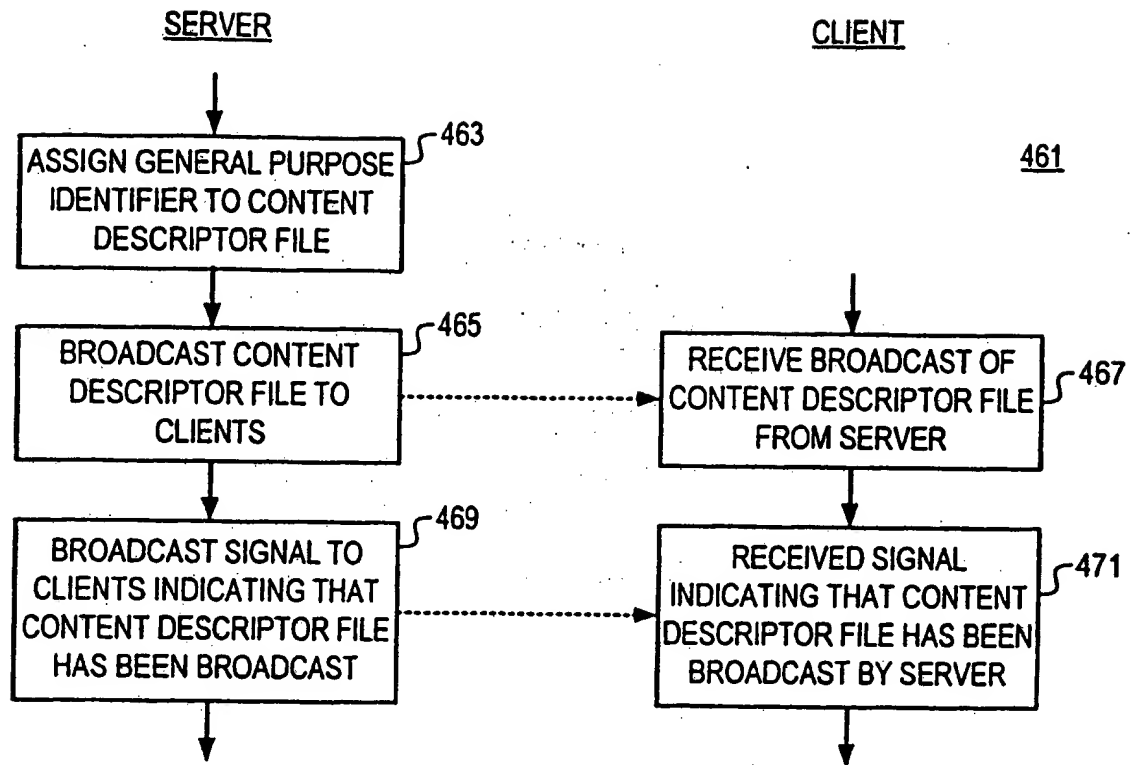 SERVER
CLIENT
463
ASSIGN GENERAL PURPOSE
IDENTIFIER TO CONTENT
DESCRIPTOR FILE
461
465
BROADCAST CONTENT
DESCRIPTOR FILE TO
CLIENTS
RECEIVE BROADCAST OF
CONTENT DESCRIPTOR FILE
FROM SERVER
467
469
BROADCAST SIGNAL TO
CLIENTS INDICATING THAT
CONTENT DESCRIPTOR FILE
HAS BEEN BROADCAST
RECEIVED SIGNAL
INDICATING THAT CONTENT
DESCRIPTOR FILE HAS BEEN
BROADCAST BY SERVER
471